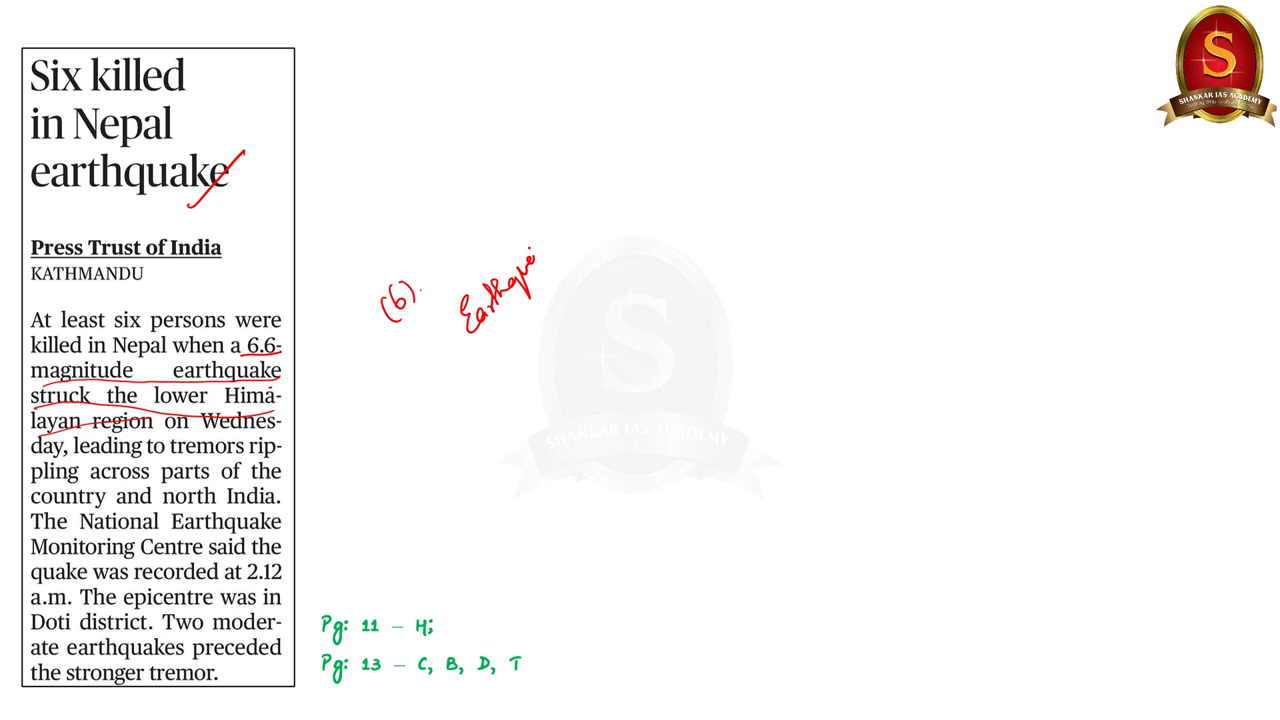 Six killed
in Nepal
earthquake
Press Trust of India
KATHMANDU
At least six persons were
killed in Nepal when a 6.6-
magnitude earthquake
struck the lower Hima-
layan region on Wednes-
day, leading to tremors rip-
pling across parts of the
country and north India.
The National Earthquake
Monitoring Centre said the
quake was recorded at 2.12
a.m. The epicentre was in
Doti district. Two moder-
ate earthquakes preceded
the stronger tremor.
(6).
Pg: 11 – H;
Pg: 13 – C, B, D, T
S
SHANKAR IAS ACADEMY
S
SHANKAR IAS ACADEMY